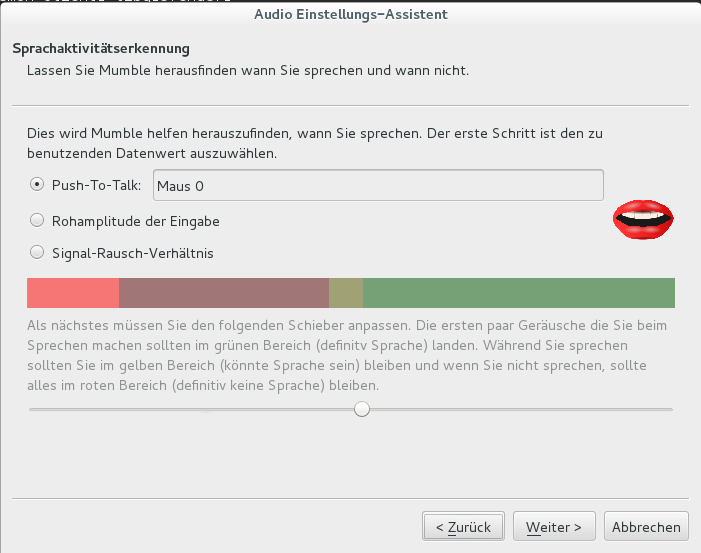 Audio Einstellungs-Assistent
Sprachaktivitätserkennung
Lassen Sie Mumble herausfinden wann Sie sprechen und wann nicht.
Dies wird Mumble helfen herauszufinden, wann Sie sprechen. Der erste Schritt ist den zu
benutzenden Datenwert auszuwählen.
Push-To-Talk: Maus 0
Rohamplitude der Eingabe
Signal-Rausch-Verhältnis
Als nächstes müssen Sie den folgenden Schieber anpassen. Die ersten paar Geräusche die Sie beim
Sprechen machen sollten im grünen Bereich (definitv Sprache) landen. Während Sie sprechen
sollten Sie im gelben Bereich (könnte Sprache sein) bleiben und wenn Sie nicht sprechen, sollte
alles im roten Bereich (definitiv keine Sprache) bleiben.
< Zurück Weiter > Abbrechen